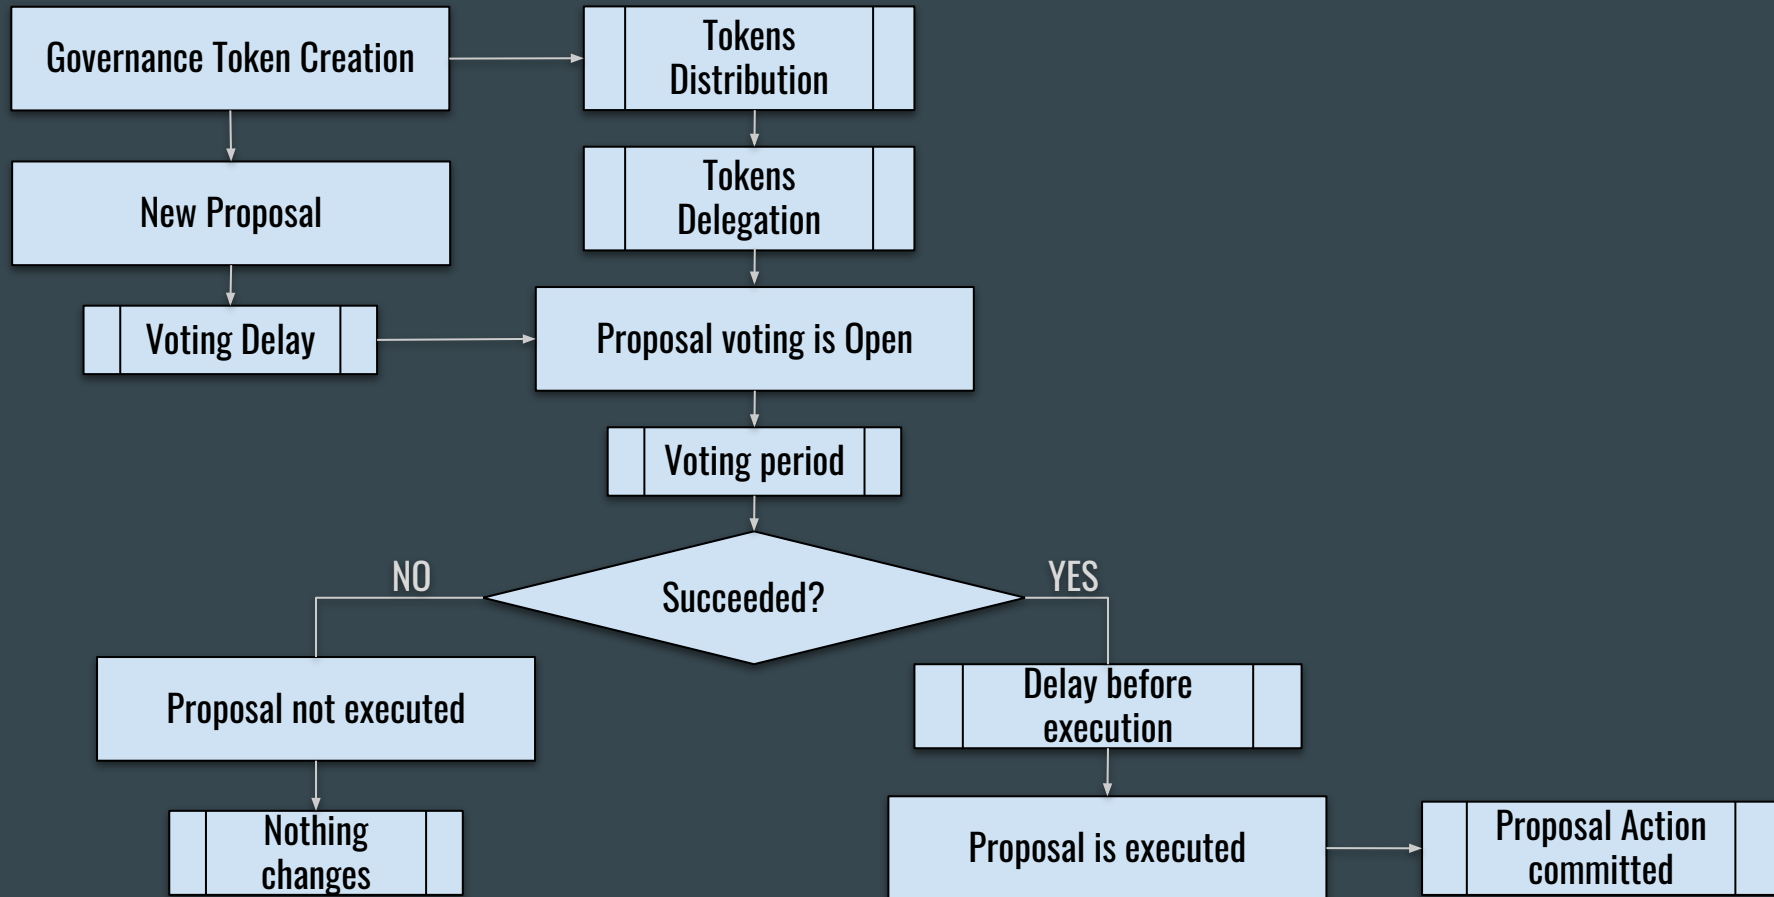 Governance Token Creation
Tokens
Distribution
New Proposal
Tokens
Delegation
Voting Delay
Proposal voting is Open
Voting period
NO
Succeeded?
YES
Proposal not executed
Delay before
execution
Nothing
changes
Proposal is executed
Proposal Action
committed